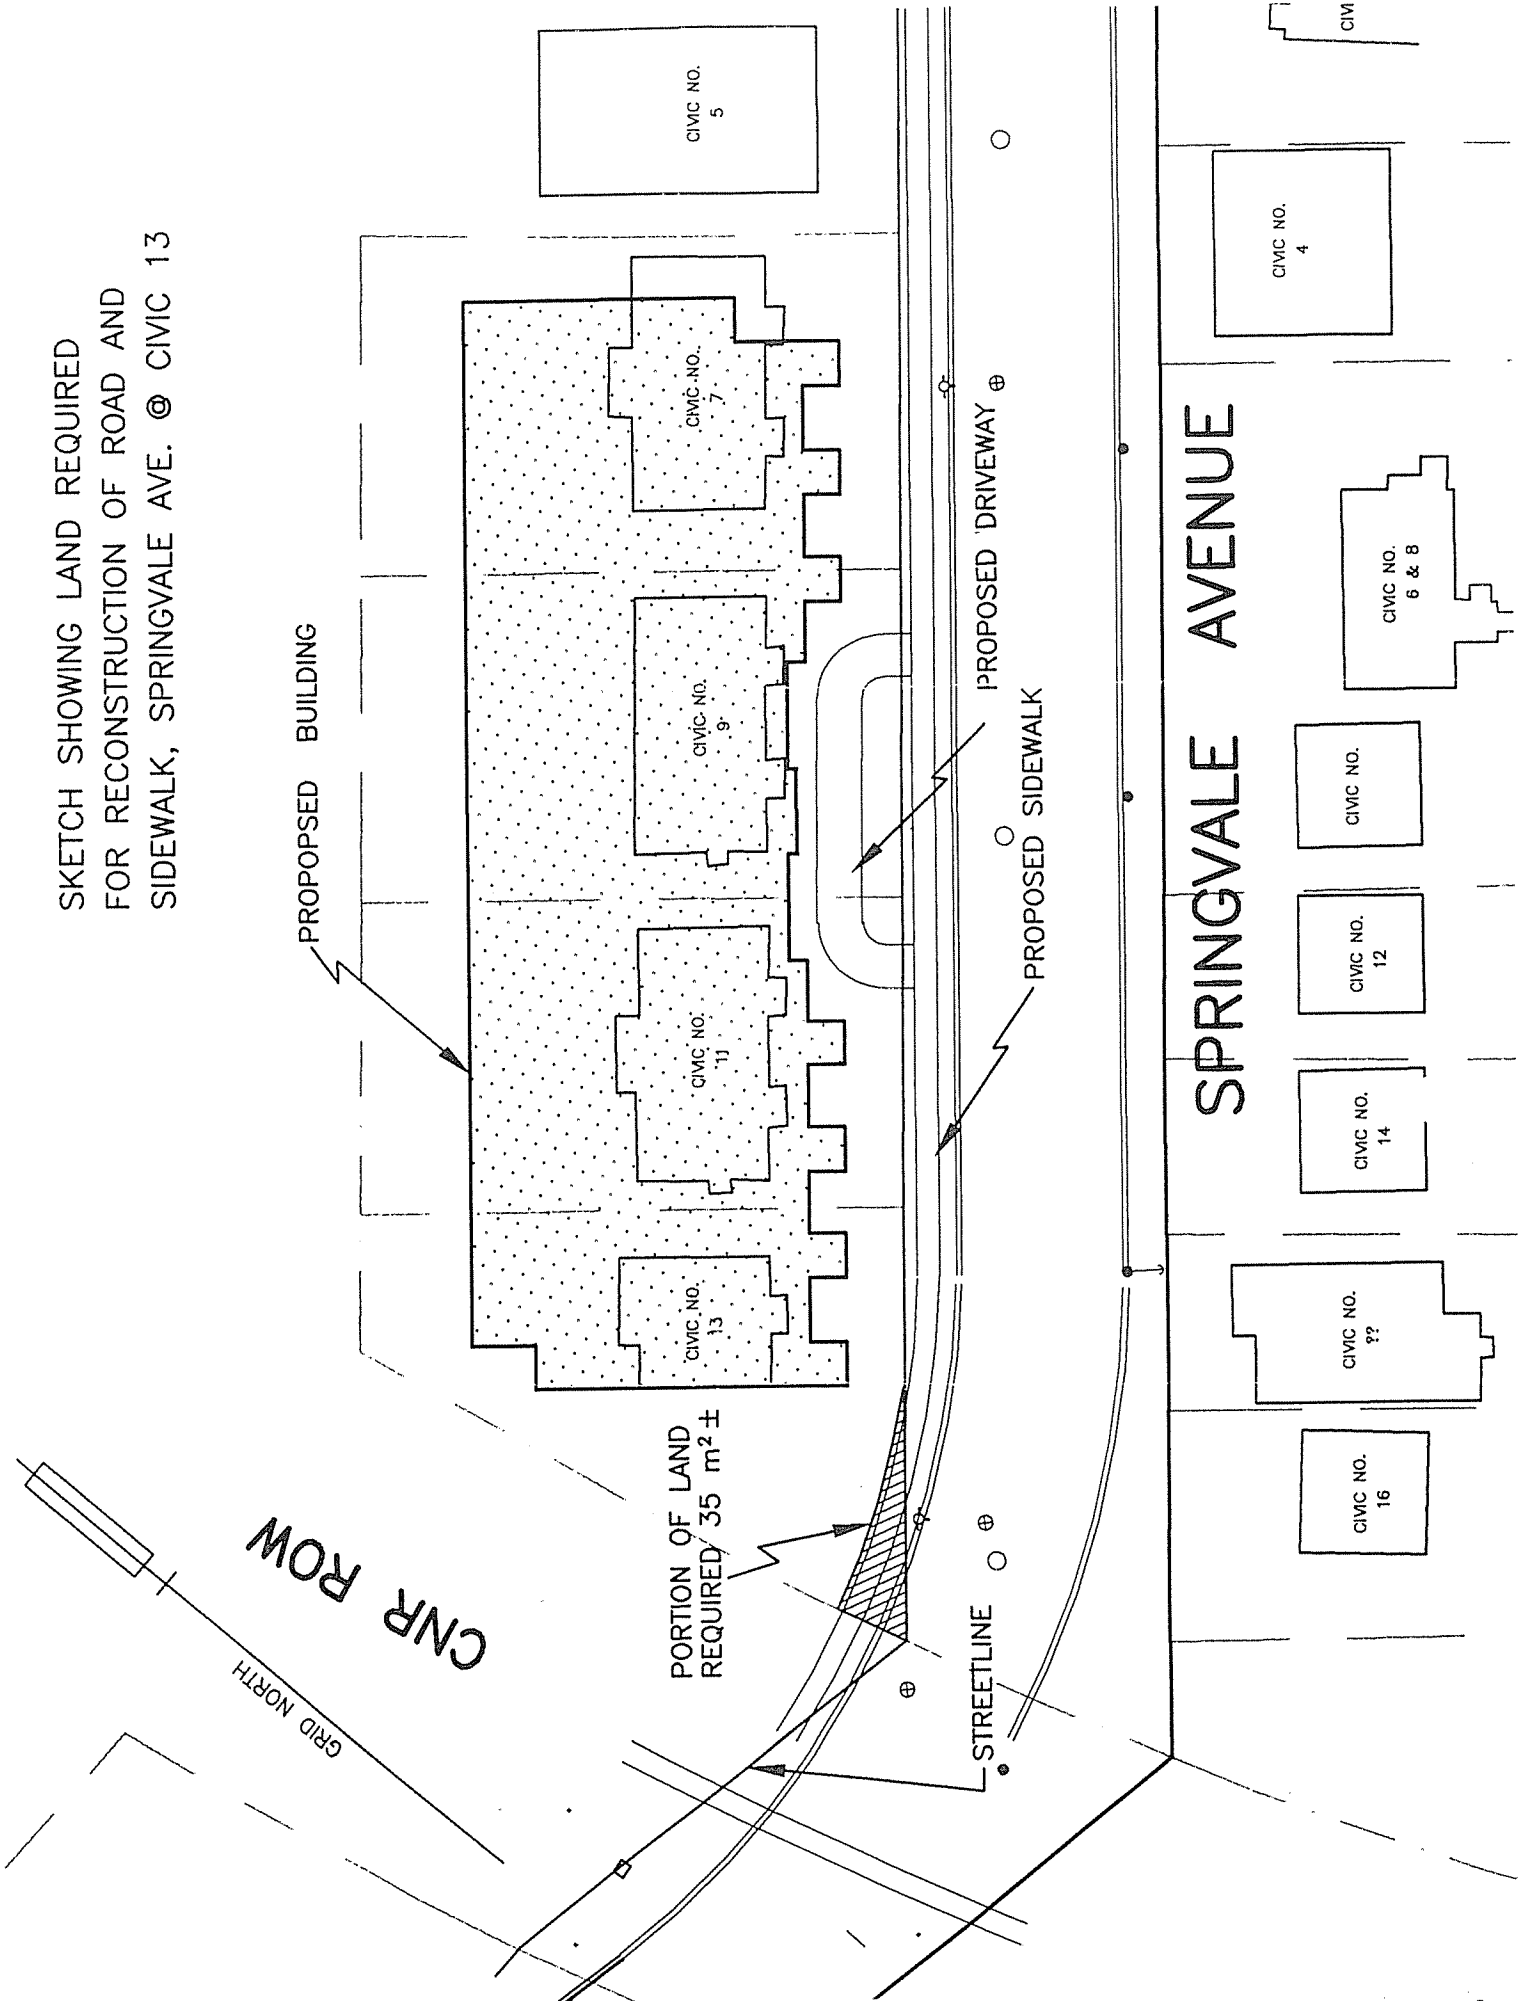 SKETCH SHOWING LAND REQUIRED
FOR RECONSTRUCTION OF ROAD AND
SIDEWALK, SPRINGVALE AVE. @ CIVIC 13
PROPOPSED BUILDING
CNR ROW
GRID NORTH
PORTION OF LAND
REQUIRED 35 m² ±
CIVIC NO.
13
CIVIC NO.
11
CIVIC NO.
9
CIVIC NO.
7
CIVIC NO.
5
STREETLINE
PROPOSED SIDEWALK
PROPOSED DRIVEWAY
SPRINGVALE AVENUE
CIVIC NO.
16
CIVIC NO.
??
CIVIC NO.
14
CIVIC NO.
12
CIVIC NO.
CIVIC NO.
6 & 8
CIVIC NO.
4
CIVI